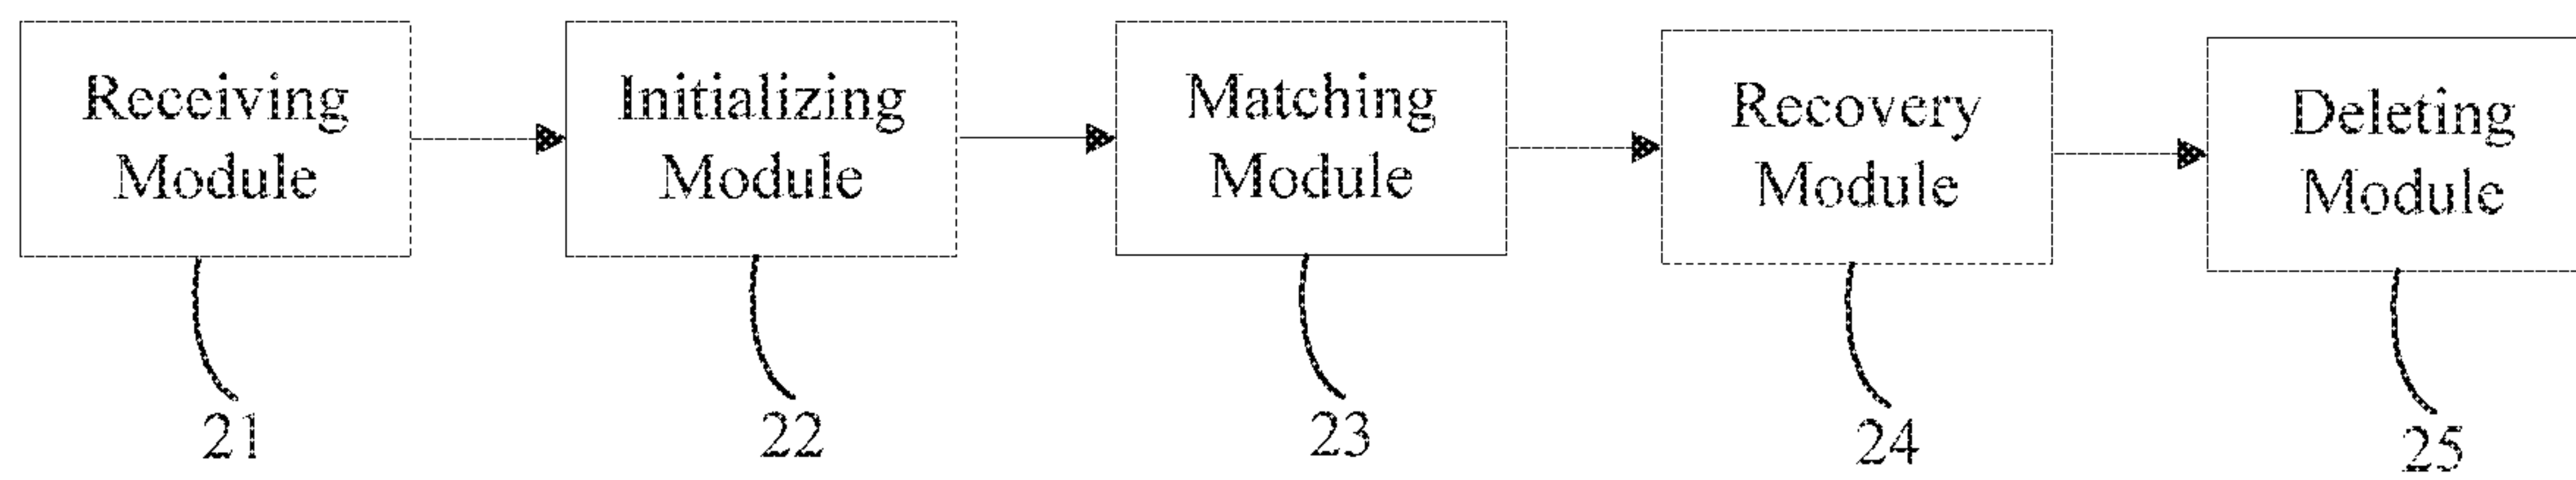 Receiving
Module
Initializing
Module
Matching
Module
Recovery
Module
Deleting
Module
21
22
23
24
25